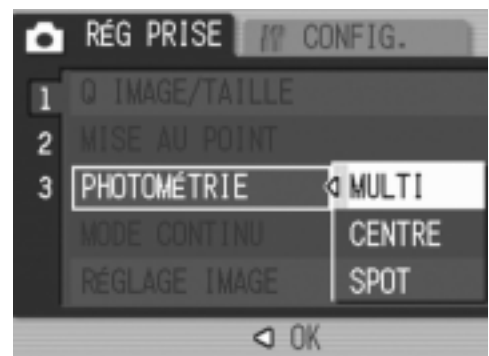 RÉG PRISE CONFIG.
1 Q IMAGE/TAILLE
2 MISE AU POINT
3 PHOTOMÉTRIE MULTI
MODE CONTINU CENTRE
RÉGLAGE IMAGE SPOT
OK